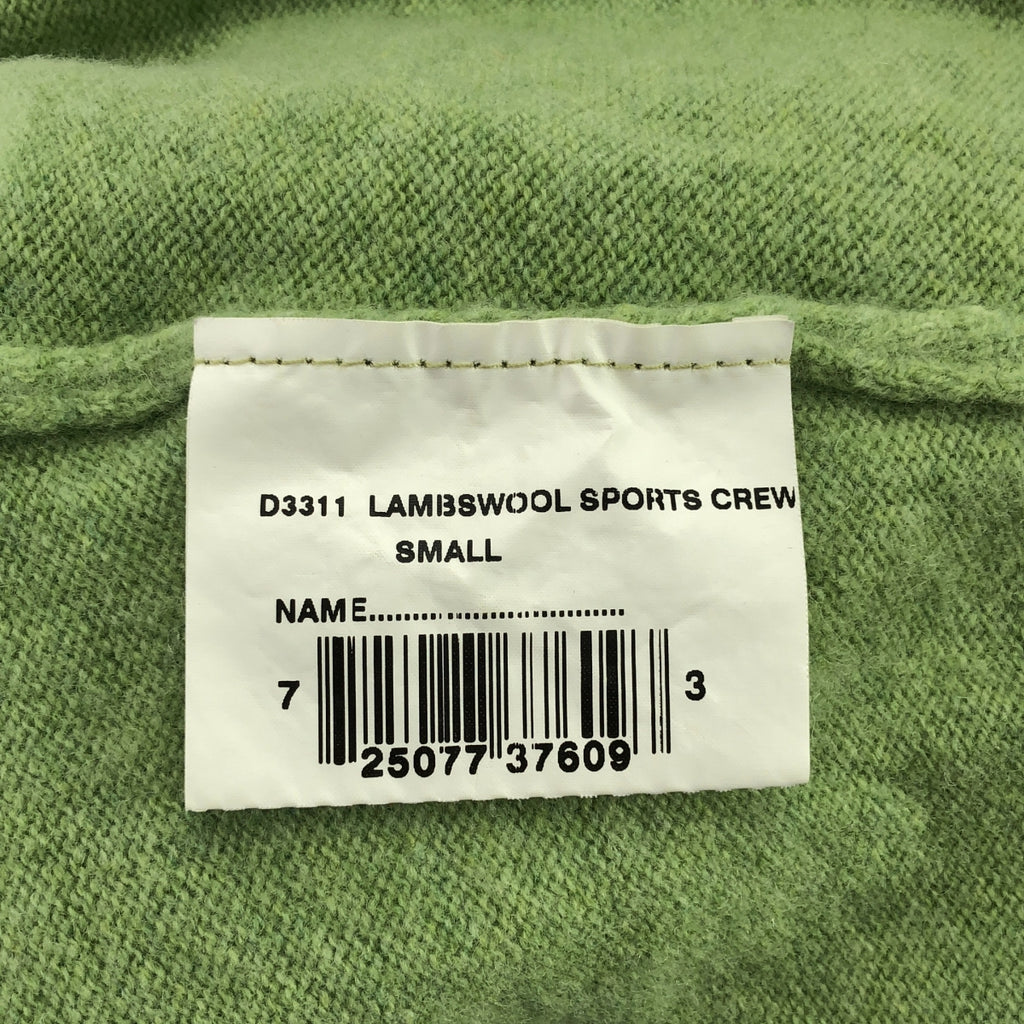 D3311 LAMBSWOOL SPORTS CREW
SMALL
NAME.................................
7 25077 37609 3